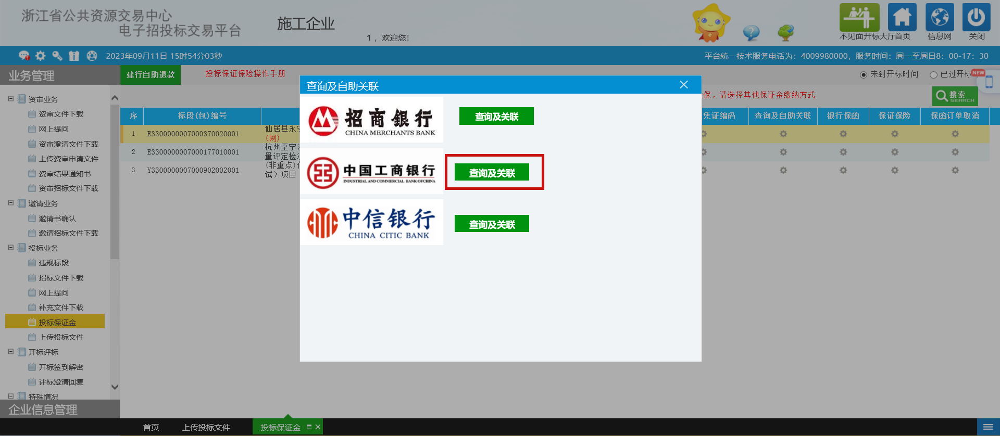 浙江省公共资源交易中心
电子招投标交易平台
施工企业
1 ，欢迎您!
不见面开标大厅
首页
信息网
关闭
2023年09月11日 15时54分03秒
平台统一技术服务电话为：4009980000，服务时间：周一至周日8：00-17：30
业务管理
建行自助退款
投标保证保险操作手册
未到开标时间
已过开标
NEW
保，请选择其他保证金缴纳方式
搜索
SEARCH
资审业务
资审文件下载
网上提问
资审澄清文件下载
上传资审申请文件
资审结果通知书
资审招标文件下载
邀请业务
邀请书确认
邀请招标文件下载
投标业务
违规标段
招标文件下载
网上提问
补充文件下载
投标保证金
上传投标文件
开标评标
开标签到解密
评标澄清回复
特殊情况
企业信息管理
序
标段(包)编号
凭证编码
查询及自助关联
银行保函
保证保险
保函订单取消
1
E3300000007000370020001
仙居县永安
(网)
2
E3300000007000177010001
杭州至宁波
量评定检测
3
Y3300000007000902002001
(非重点)信
试）项目
查询及自助关联
招商银行
CHINA MERCHANTS BANK
查询及关联
中国工商银行
INDUSTRIAL AND COMMERCIAL BANK OF CHINA
查询及关联
中信银行
CHINA CITIC BANK
查询及关联
首页
上传投标文件
投标保证金